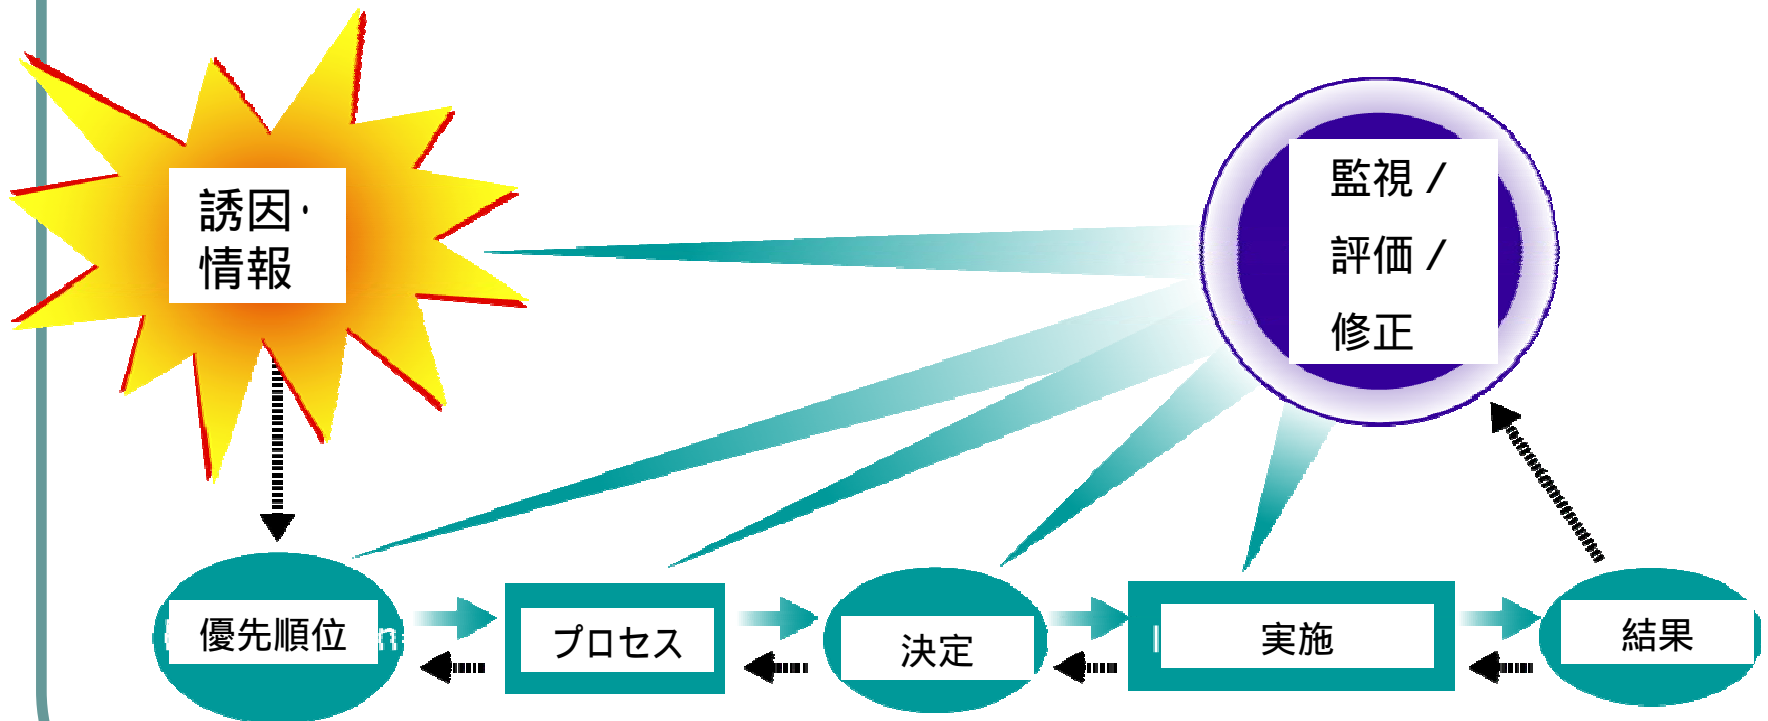 誘因・
情報
監視 /
評価 /
修正
優先順位
プロセス
決定
実施
結果